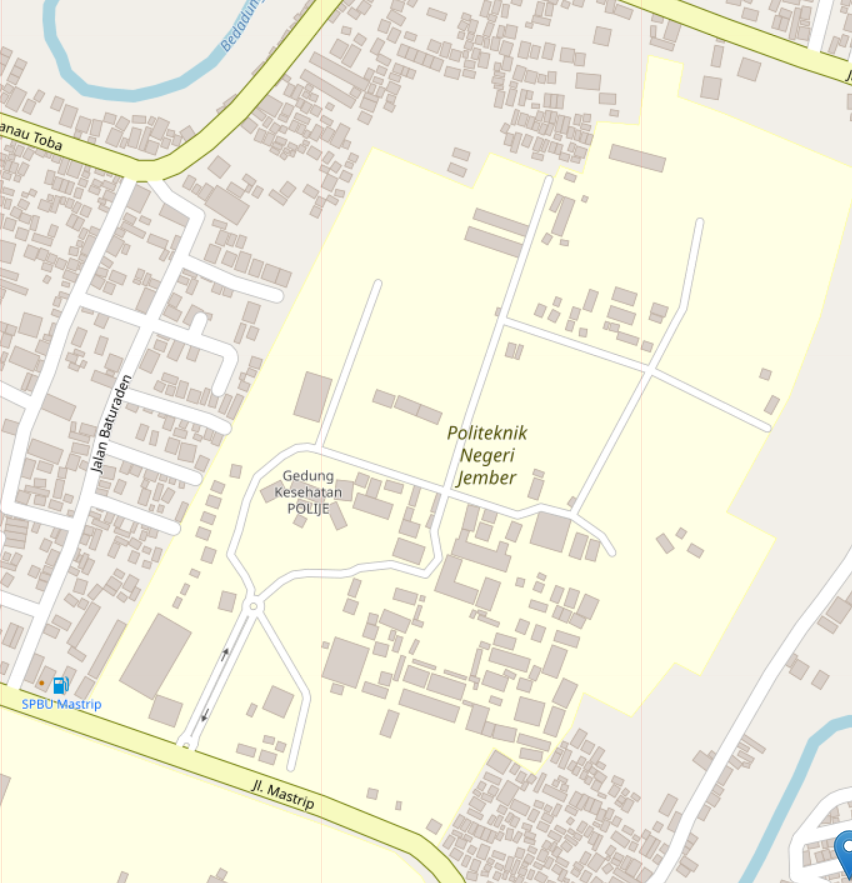 Bedadung
anau Toba
Jalan Baturaden
Politeknik
Negeri
Jember
Gedung
Kesehatan
POLIJE
SPBU Mastrip
Jl. Mastrip